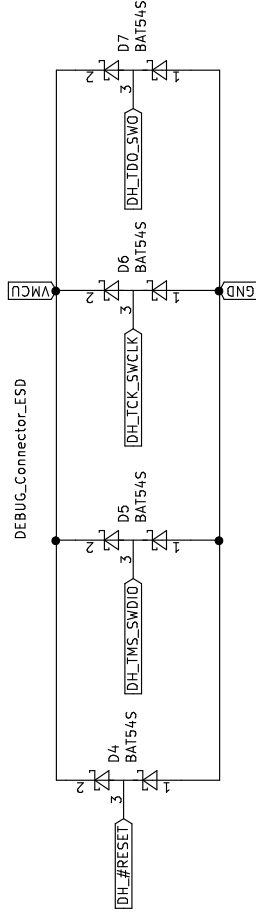 DEBUG_Connector_ESD
VMCU
GND
DH_#RESET
D4
BAT54S
2
3
1
DH_TMS_SWDIO
D5
BAT54S
2
3
1
DH_TCK_SWCLK
D6
BAT54S
2
3
1
DH_TDO_SWO
D7
BAT54S
2
3
1